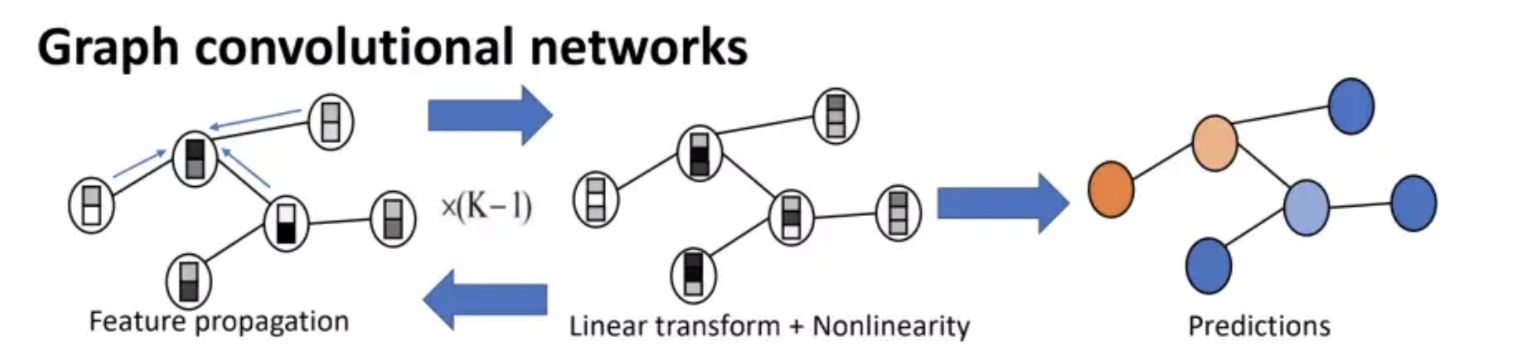 Graph convolutional networks
×(K−1)
Feature propagation
Linear transform + Nonlinearity
Predictions